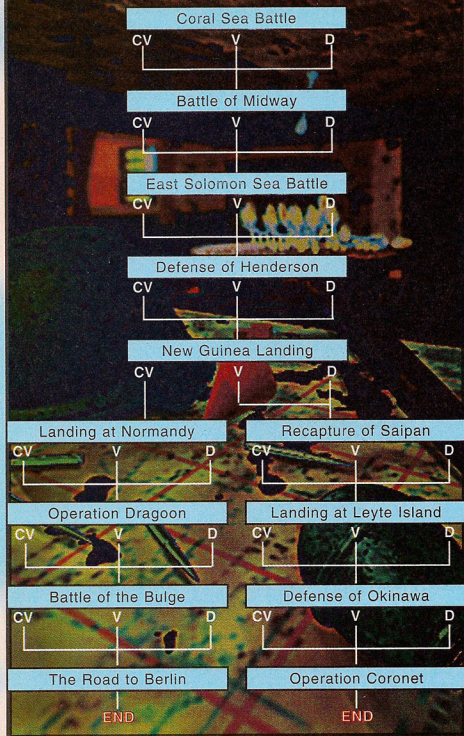 Coral Sea Battle
CV V D
Battle of Midway
CV V D
East Solomon Sea Battle
CV V D
Defense of Henderson
CV V D
New Guinea Landing
CV V D
Landing at Normandy Recapture of Saipan
CV V D CV V D
Operation Dragoon Landing at Leyte Island
CV V D CV V D
Battle of the Bulge Defense of Okinawa
CV V D CV V D
The Road to Berlin Operation Coronet
END END